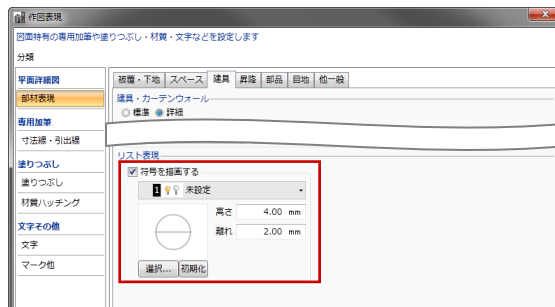 作図表現
図面特有の専用加筆や塗りつぶし・材質・文字などを設定します
分類
平面詳細図
部材表現
専用加筆
寸法線・引出線
塗りつぶし
塗りつぶし
材質ハッチング
文字その他
文字
マーク他
被覆・下地 スペース 建具 昇降 部品 目地 他一般
建具・カーテンウォール
標準 詳細
リスト表現
符号を描画する
1 未設定
高さ 4.00 mm
離れ 2.00 mm
選択... 初期化